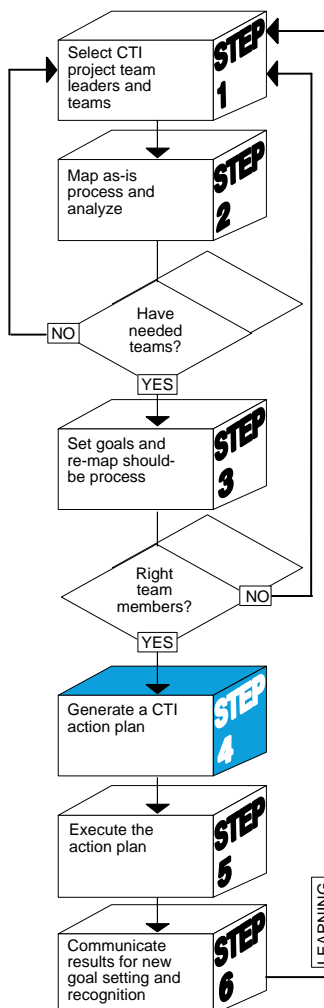 Select CTI
project team
leaders and
teams
STEP
1
Map as-is
process and
analyze
STEP
2
Have
needed
teams?
NO
YES
Set goals and
re-map should-
be process
STEP
3
Right
team
members?
NO
YES
Generate a CTI
action plan
STEP
4
Execute the
action plan
STEP
5
Communicate
results for new
goal setting and
recognition
STEP
6
LEARNING